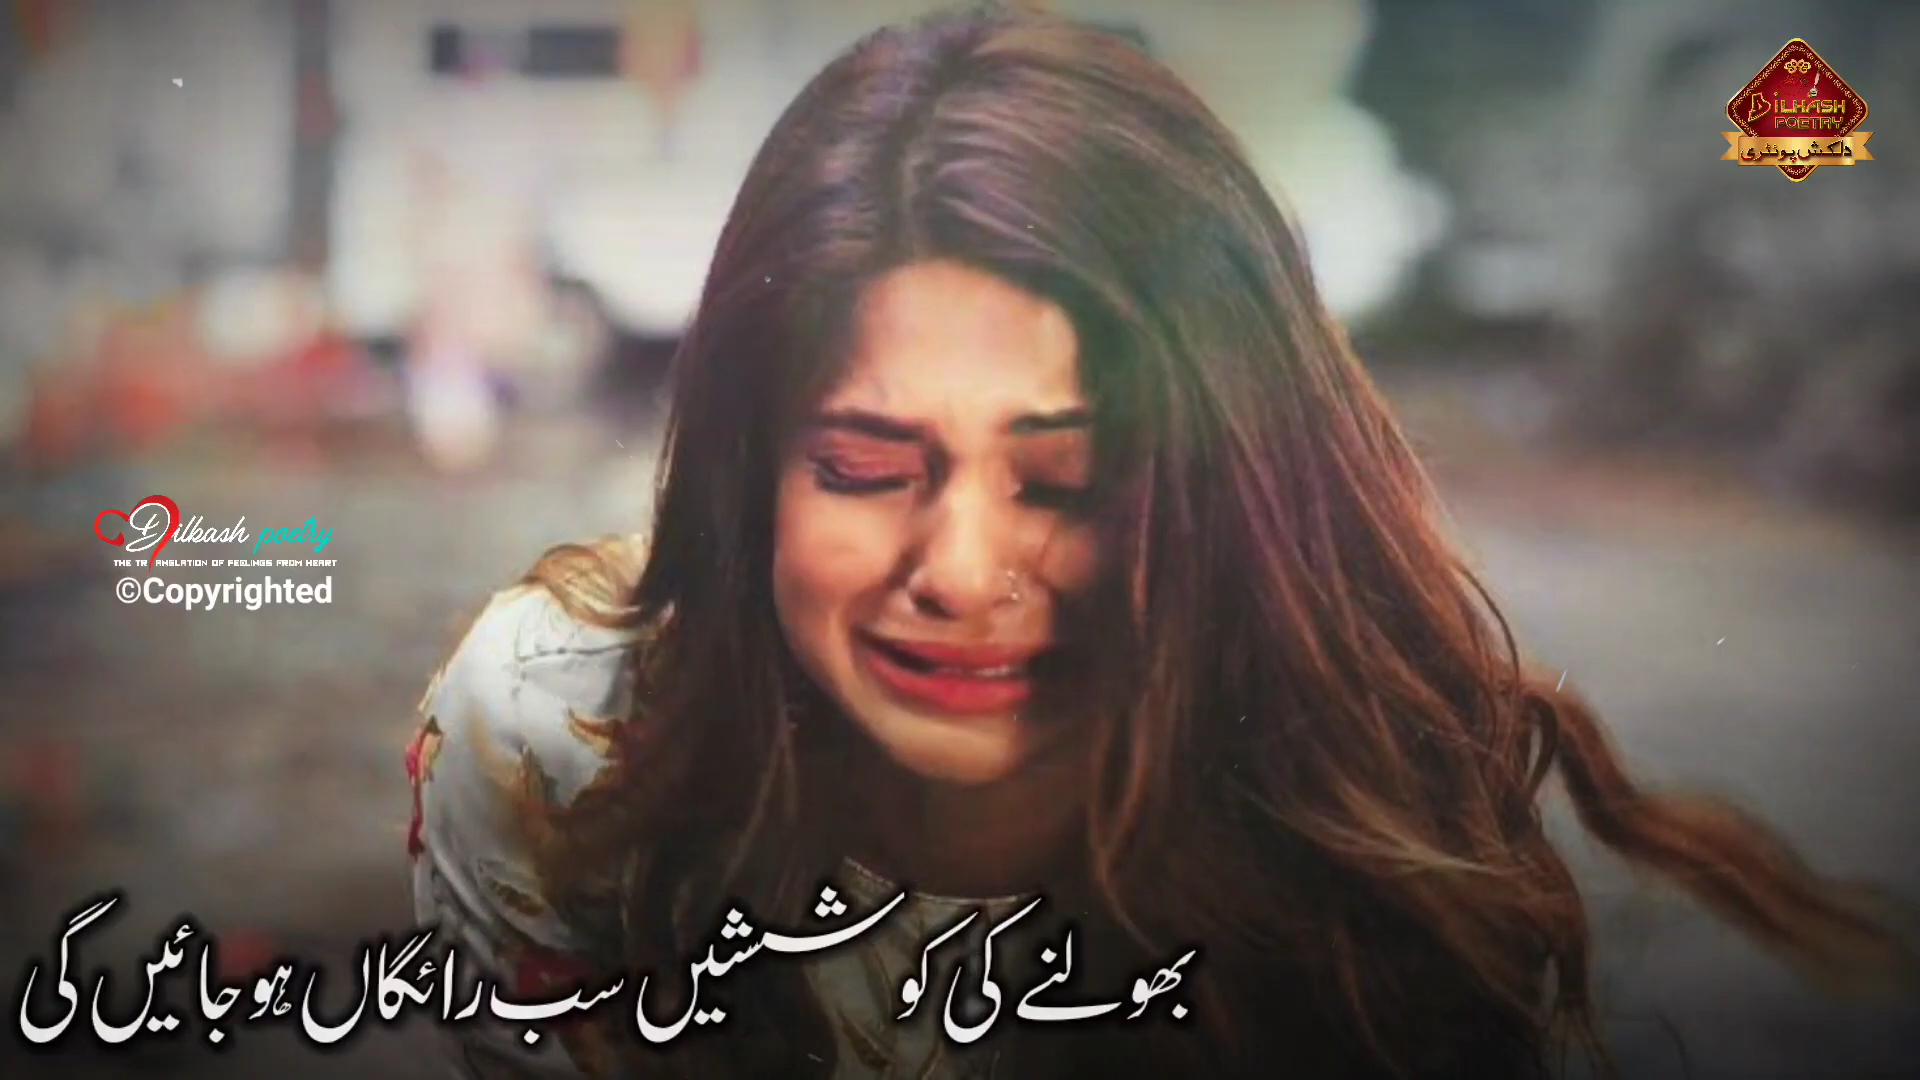 DILKASH
POETRY
دلکش پوئٹری
Dilkash poetry
THE TRANSLATION OF FEELINGS FROM HEART
©Copyrighted
بھولنے کی کوششیں سب رائگاں ہو جائیں گی